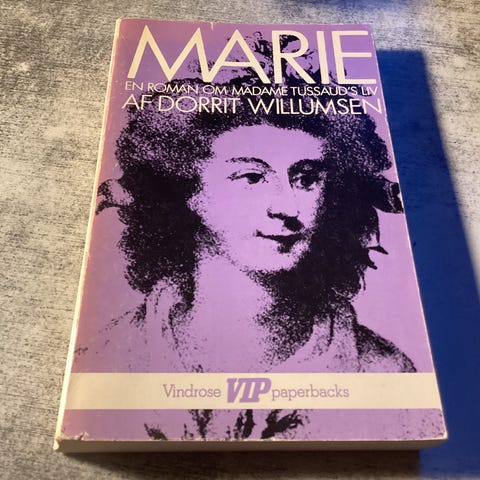 MARIE
EN ROMAN OM MADAME TUSSAUD'S LIV
AF DORRIT WILLUMSEN
Vindrose VIP paperbacks